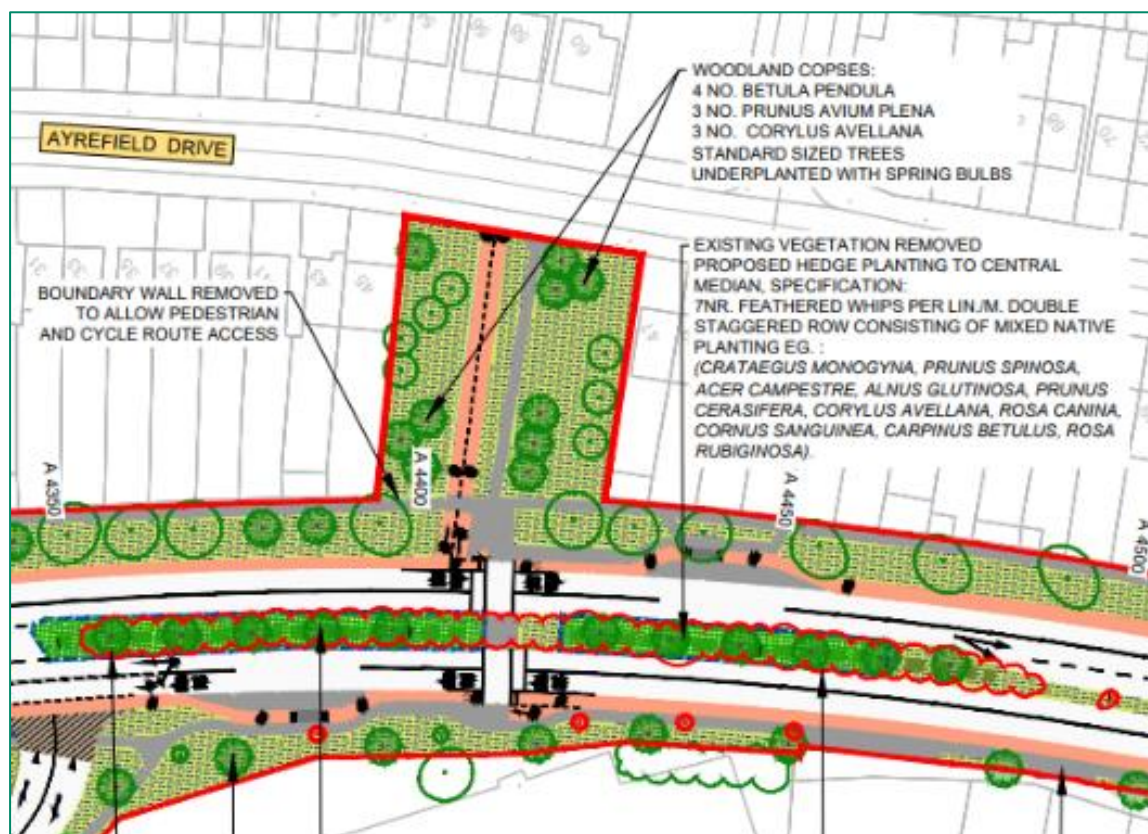 WOODLAND COPSES:
4 NO. BETULA PENDULA
3 NO. PRUNUS AVIUM PLENA
3 NO. CORYLUS AVELLANA
STANDARD SIZED TREES
UNDERPLANTED WITH SPRING BULBS
AYREFIELD DRIVE
EXISTING VEGETATION REMOVED
PROPOSED HEDGE PLANTING TO CENTRAL
MEDIAN, SPECIFICATION:
7NR. FEATHERED WHIPS PER LIN./M. DOUBLE
STAGGERED ROW CONSISTING OF MIXED NATIVE
PLANTING EG. :
(CRATAEGUS MONOGYNA, PRUNUS SPINOSA,
ACER CAMPESTRE, ALNUS GLUTINOSA, PRUNUS
CERASIFERA, CORYLUS AVELLANA, ROSA CANINA,
CORNUS SANGUINEA, CARPINUS BETULUS, ROSA
RUBIGINOSA).
BOUNDARY WALL REMOVED
TO ALLOW PEDESTRIAN
AND CYCLE ROUTE ACCESS
A 4350
A 4400
A 4450
A 4500
60
43
45
47